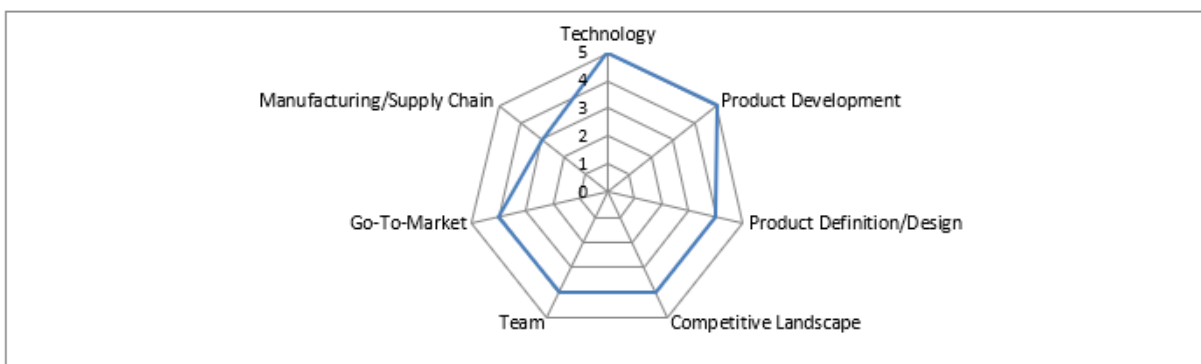 Technology
5
4
Manufacturing/Supply Chain
Product Development
3
2
1
0
Go-To-Market
Product Definition/Design
Team
Competitive Landscape